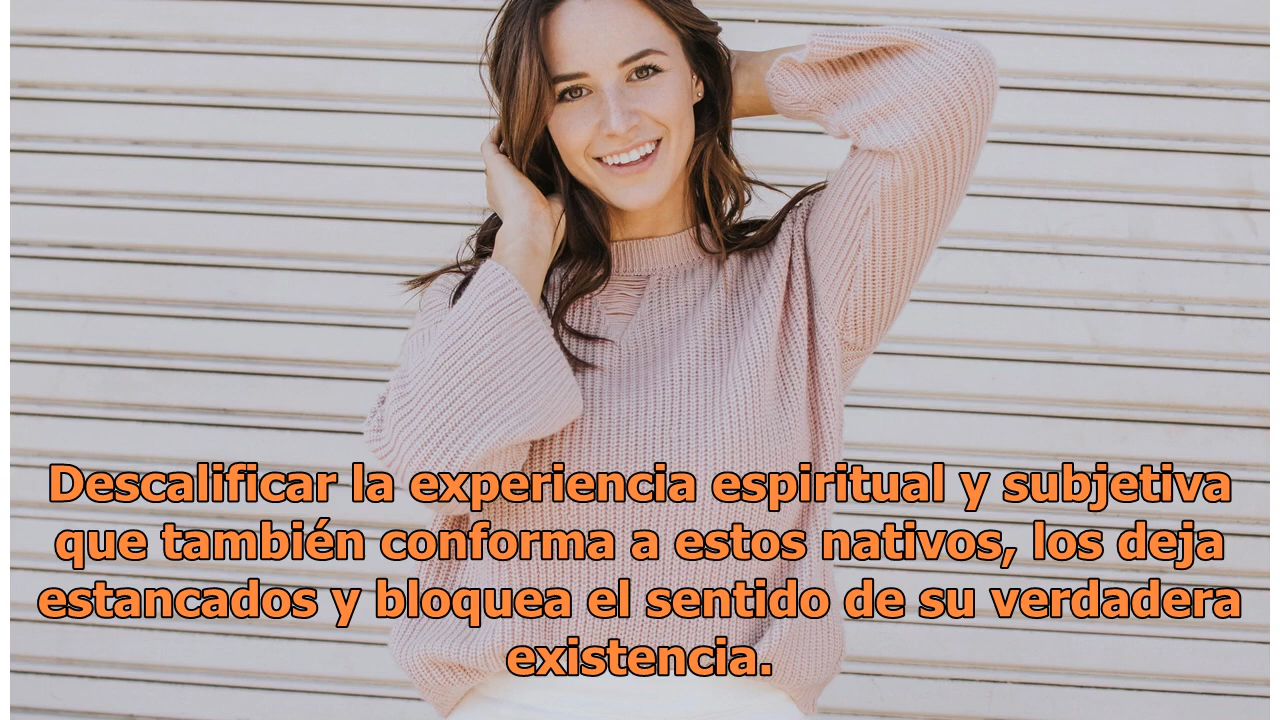 Descalificar la experiencia espiritual y subjetiva
que también conforma a estos nativos, los deja
estancados y bloquea el sentido de su verdadera
existencia.